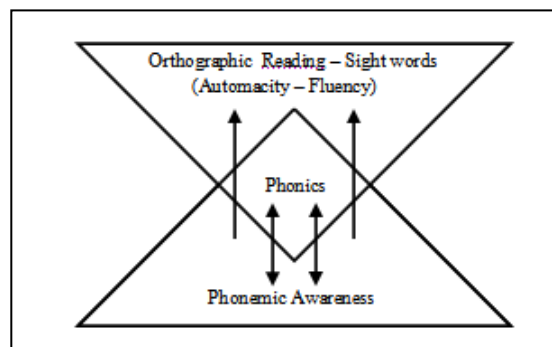 Orthographic Reading – Sight words
(Automacity – Fluency)
Phonics
Phonemic Awareness